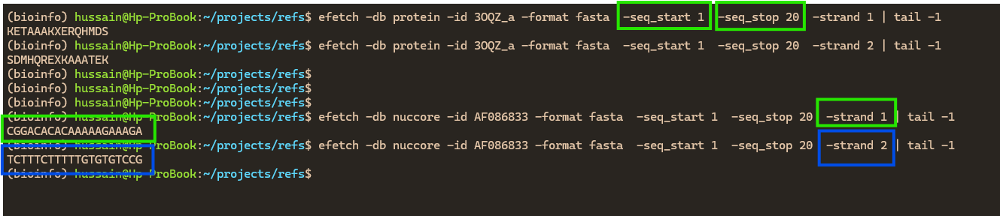 (bioinfo) hussain@Hp-ProBook:~/projects/refs$ efetch -db protein -id 3OQZ_a -format fasta  -seq_start 1  -seq_stop 20  -strand 1 | tail -1
KETAAAKXERQHMDS
(bioinfo) hussain@Hp-ProBook:~/projects/refs$ efetch -db protein -id 3OQZ_a -format fasta  -seq_start 1  -seq_stop 20  -strand 2 | tail -1
SDMHQREXKAAATEK
(bioinfo) hussain@Hp-ProBook:~/projects/refs$
(bioinfo) hussain@Hp-ProBook:~/projects/refs$
(bioinfo) hussain@Hp-ProBook:~/projects/refs$
(bioinfo) hussain@Hp-ProBook:~/projects/refs$ efetch -db nuccore -id AF086833 -format fasta  -seq_start 1  -seq_stop 20  -strand 1 | tail -1
CGGACACACAAAAAGAAAGA
(bioinfo) hussain@Hp-ProBook:~/projects/refs$ efetch -db nuccore -id AF086833 -format fasta  -seq_start 1  -seq_stop 20  -strand 2 | tail -1
TCTTTCTTTTTGTGTGTCCG
(bioinfo) hussain@Hp-ProBook:~/projects/refs$